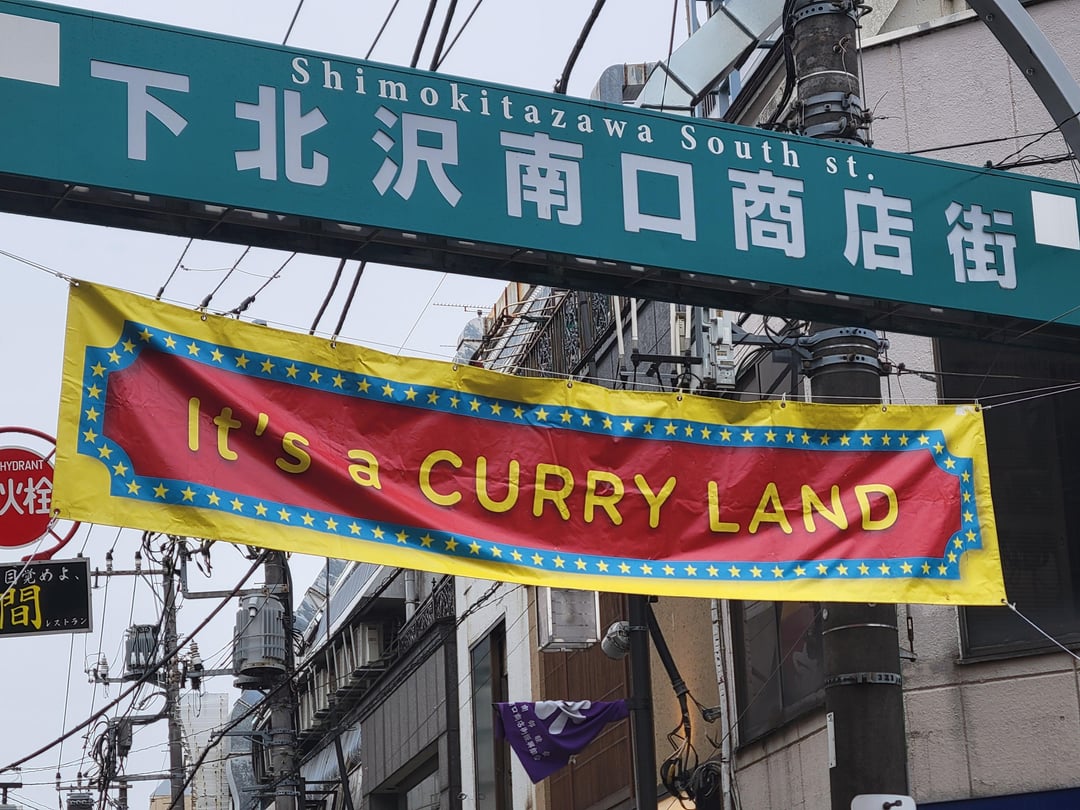 Shimokitazawa South st.
下北沢南口商店街
It's a CURRY LAND
HYDRANT
火栓
目覚めよ、
間
レストラン